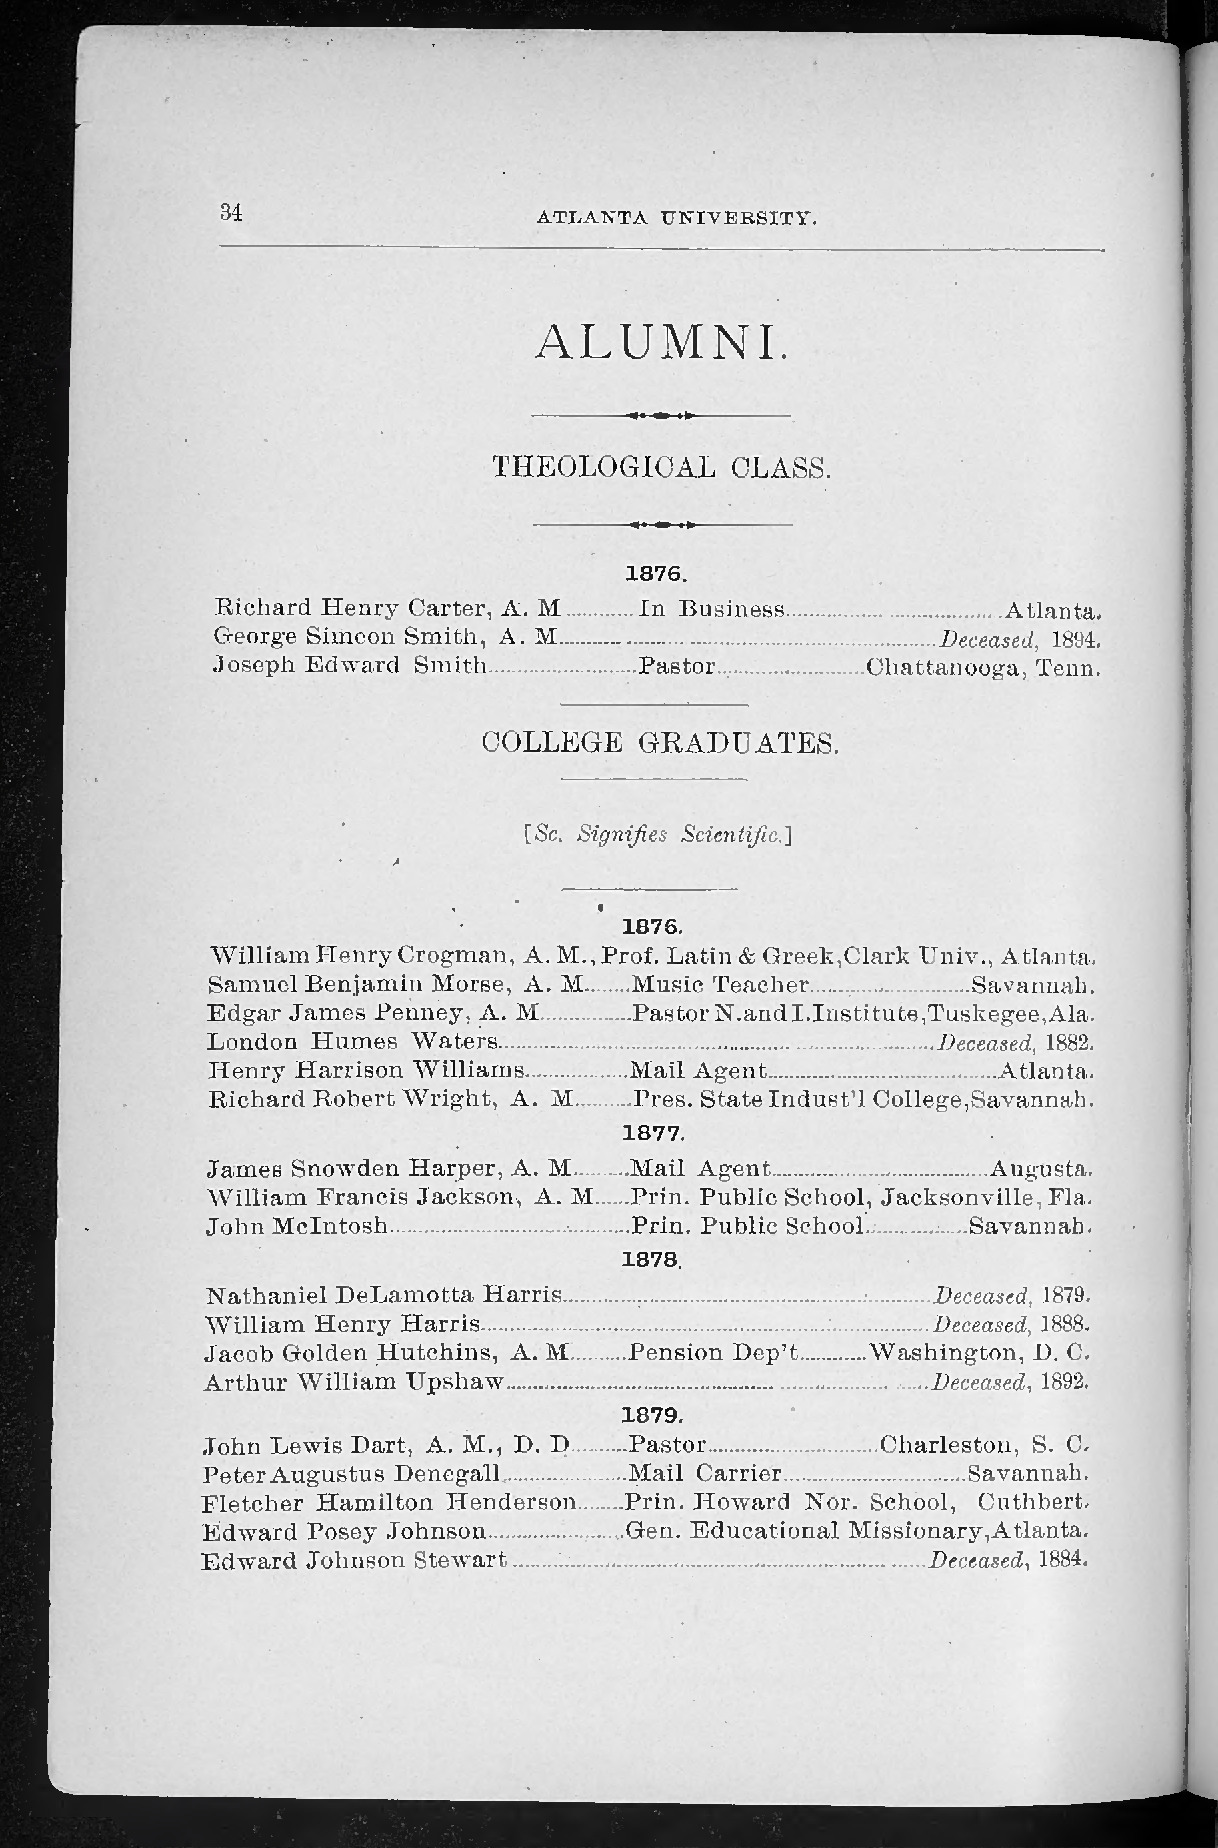 34
ATLANTA UNIVERSITY.
ALUMNI.
THEOLOGICAL CLASS.
1876.
Richard Henry Carter, A. M............In Business....................................Atlanta.
George Simeon Smith, A. M....................................................Deceased, 1894.
Joseph Edward Smith.........................Pastor.........................Chattanooga, Tenn.
COLLEGE GRADUATES.
[Sc. Signifies Scientific.]
1876.
William Henry Crogman, A. M., Prof. Latin & Greek, Clark Univ., Atlanta.
Samuel Benjamin Morse, A. M........Music Teacher..........................Savannah.
Edgar James Penney, A. M...............Pastor N. and I. Institute, Tuskegee, Ala.
London Humes Waters....................................................................Deceased, 1882.
Henry Harrison Williams.................Mail Agent.....................................Atlanta.
Richard Robert Wright, A. M.........Pres. State Indust'l College, Savannah.
1877.
James Snowden Harper, A. M.........Mail Agent...................................Augusta.
William Francis Jackson, A. M......Prin. Public School, Jacksonville, Fla.
John McIntosh.......................................Prin. Public School................Savannah.
1878.
Nathaniel DeLamotta Harris..........................................................Deceased, 1879.
William Henry Harris......................................................................Deceased, 1888.
Jacob Golden Hutchins, A. M.........Pension Dep't...........Washington, D. C.
Arthur William Upshaw..................................................................Deceased, 1892.
1879.
John Lewis Dart, A. M., D. D.........Pastor............................Charleston, S. C.
Peter Augustus Denegall....................Mail Carrier..............................Savannah.
Fletcher Hamilton Henderson.......Prin. Howard Nor. School, Cuthbert.
Edward Posey Johnson......................Gen. Educational Missionary, Atlanta.
Edward Johnson Stewart..................................................................Deceased, 1884.